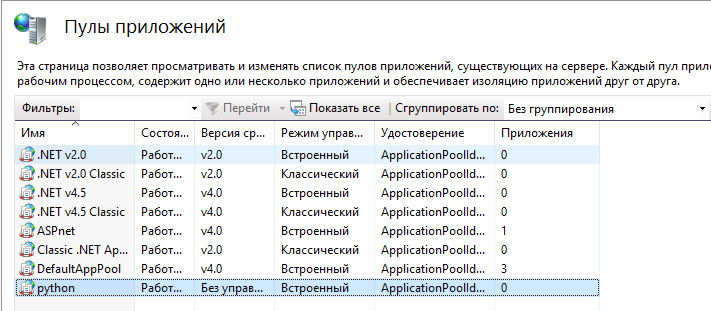 Пулы приложений
Эта страница позволяет просматривать и изменять список пулов приложений, существующих на сервере. Каждый пул прило
рабочим процессом, содержит одно или несколько приложений и обеспечивает изоляцию приложений друг от друга.
Фильтры: Перейти Показать все Сгруппировать по: Без группирования
Имя Состоя... Версия ср... Режим управ... Удостоверение Приложения
.NET v2.0 Работ... v2.0 Встроенный ApplicationPoolId... 0
.NET v2.0 Classic Работ... v2.0 Классический ApplicationPoolId... 0
.NET v4.5 Работ... v4.0 Встроенный ApplicationPoolId... 0
.NET v4.5 Classic Работ... v4.0 Классический ApplicationPoolId... 0
ASPnet Работ... v4.0 Встроенный ApplicationPoolId... 1
Classic .NET Ap... Работ... v2.0 Классический ApplicationPoolId... 0
DefaultAppPool Работ... v4.0 Встроенный ApplicationPoolId... 3
python Работ... Без управ... Встроенный ApplicationPoolId... 0